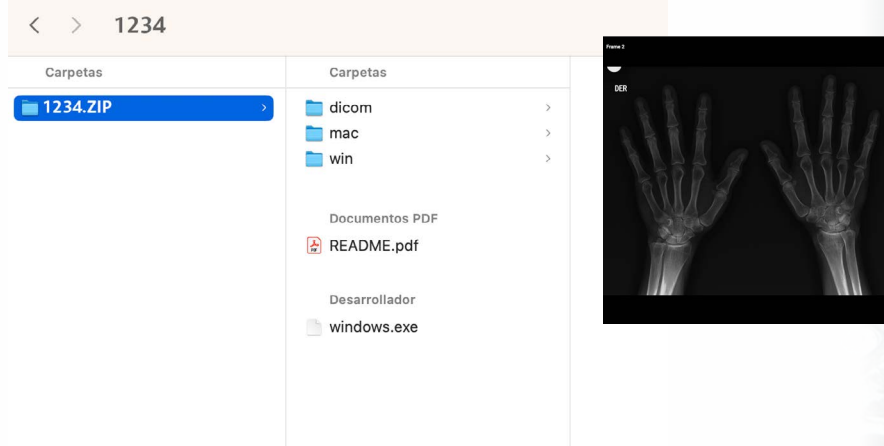 1234
Carpetas
1234.ZIP
Carpetas
dicom
mac
win
Documentos PDF
README.pdf
Desarrollador
windows.exe
Frame 2
DER